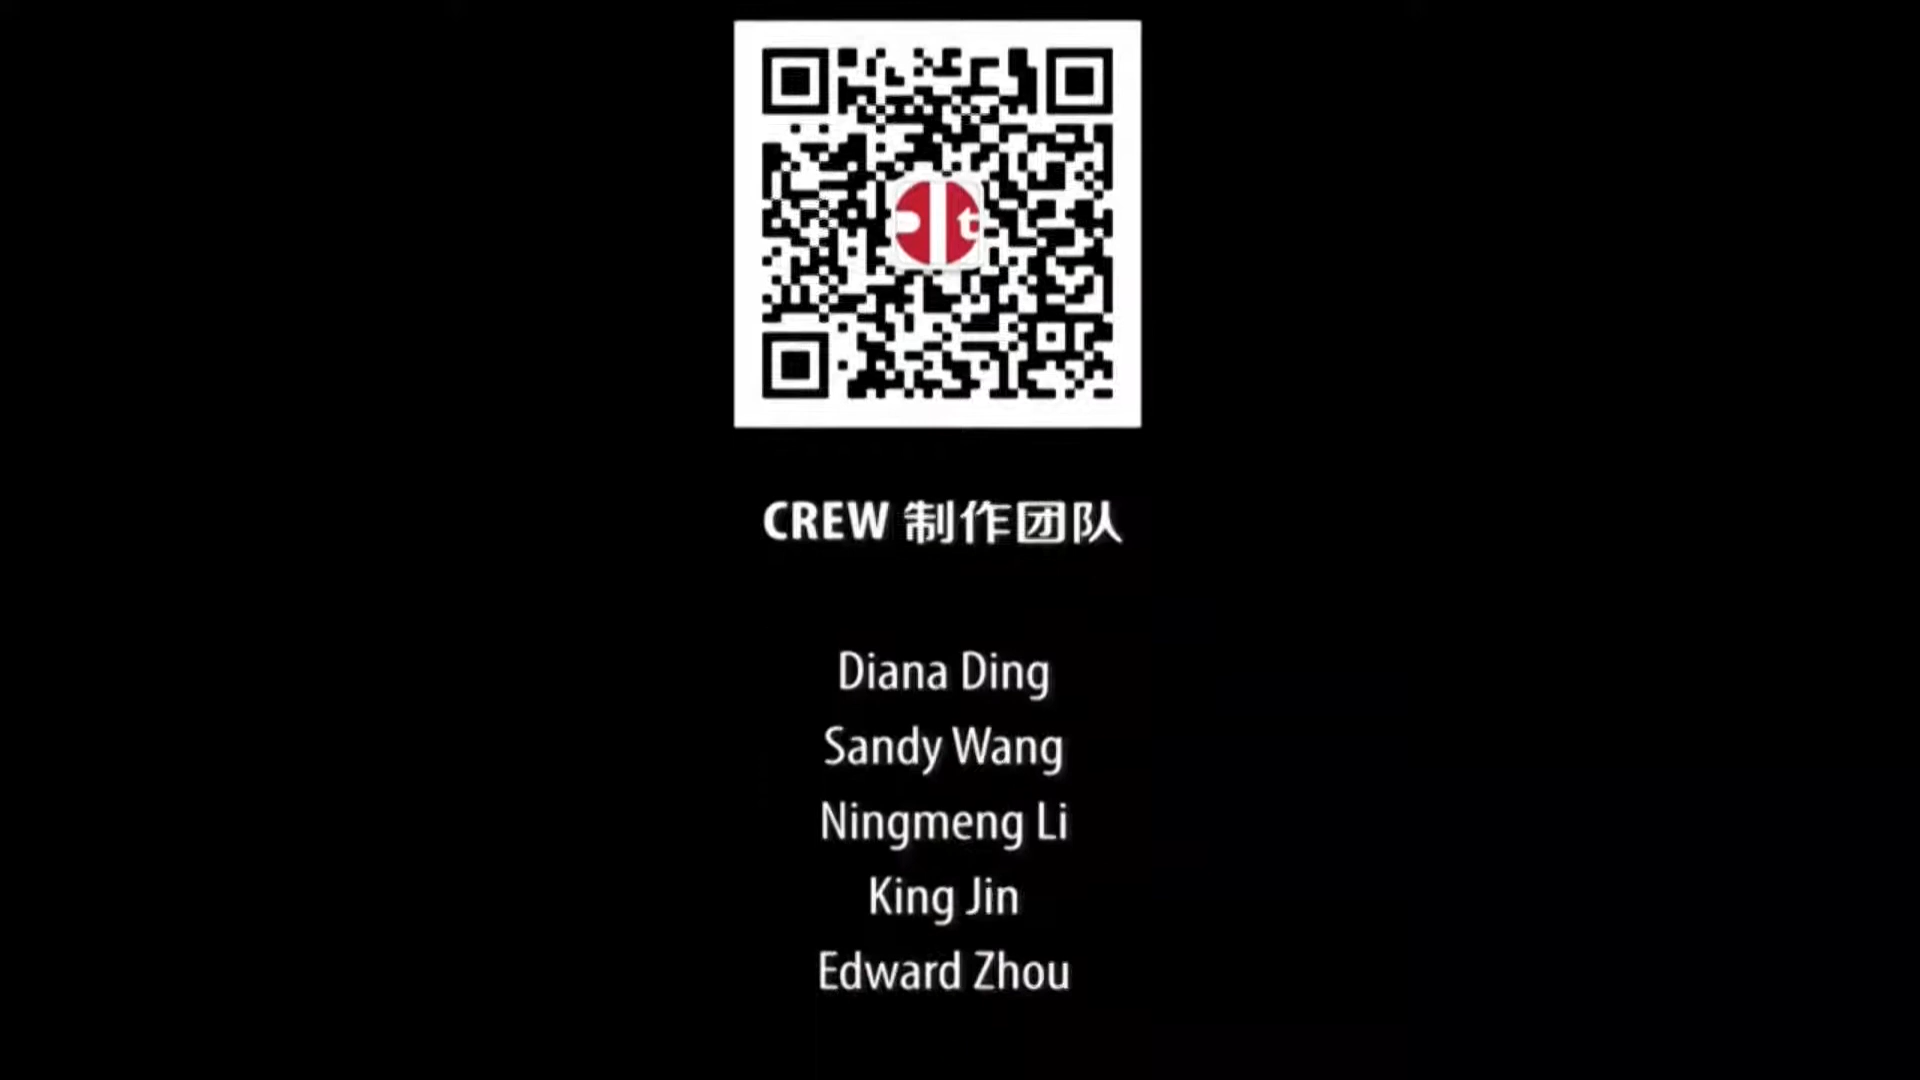 t
CREW 制作团队
Diana Ding
Sandy Wang
Ningmeng Li
King Jin
Edward Zhou